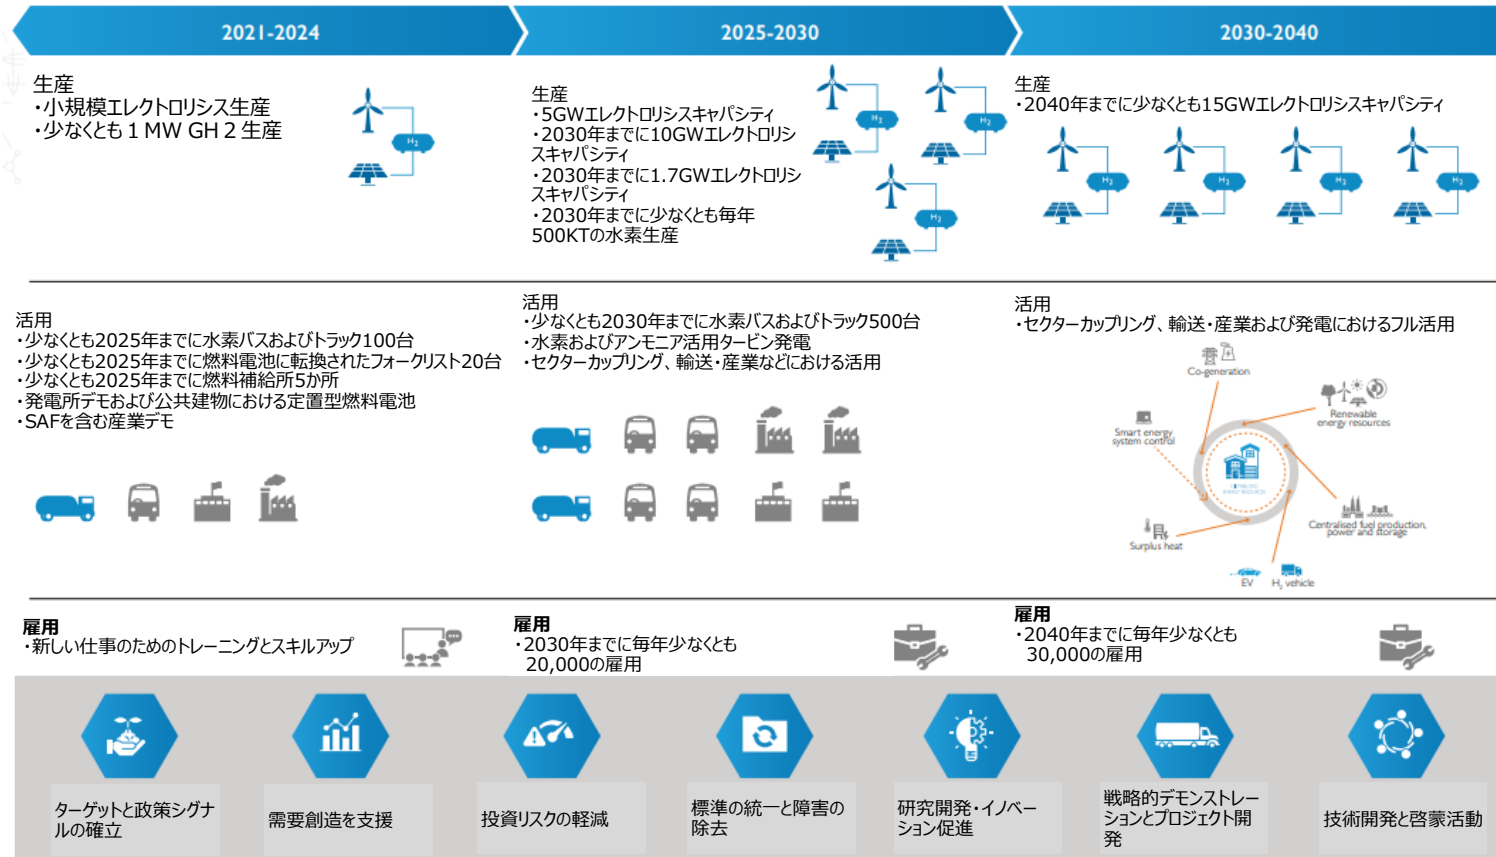 2021-2024
2025-2030
2030-2040
生産
・小規模エレクトロリシス生産
・少なくとも１MW GH２生産
H2
生産
・5GWエレクトロリシスキャパシティ
・2030年までに10GWエレクトロリシ
スキャパシティ
・2030年までに1.7GWエレクトロリシ
スキャパシティ
・2030年までに少なくとも毎年
500KTの水素生産
H2
H2
H2
生産
・2040年までに少なくとも15GWエレクトロリシスキャパシティ
H2
H2
H2
H2
活用
・少なくとも2025年までに水素バスおよびトラック100台
・少なくとも2025年までに燃料電池に転換されたフォークリスト20台
・少なくとも2025年までに燃料補給所5か所
・発電所デモおよび公共建物における定置型燃料電池
・SAFを含む産業デモ
活用
・少なくとも2030年までに水素バスおよびトラック500台
・水素およびアンモニア活用タービン発電
・セクターカップリング、輸送・産業などにおける活用
活用
・セクターカップリング、輸送・産業および発電におけるフル活用
Co-generation
Renewable
energy resources
Smart energy
system control
ENERGY RESOURCES
Centralised fuel production,
power and storage
Surplus heat
EV
H2 vehicle
雇用
・新しい仕事のためのトレーニングとスキルアップ
雇用
・2030年までに毎年少なくとも
20,000の雇用
雇用
・2040年までに毎年少なくとも
30,000の雇用
ターゲットと政策シグナ
ルの確立
需要創造を支援
投資リスクの軽減
標準の統一と障害の
除去
研究開発・イノベー
ション促進
戦略的デモンストレー
ションとプロジェクト開
発
技術開発と啓蒙活動